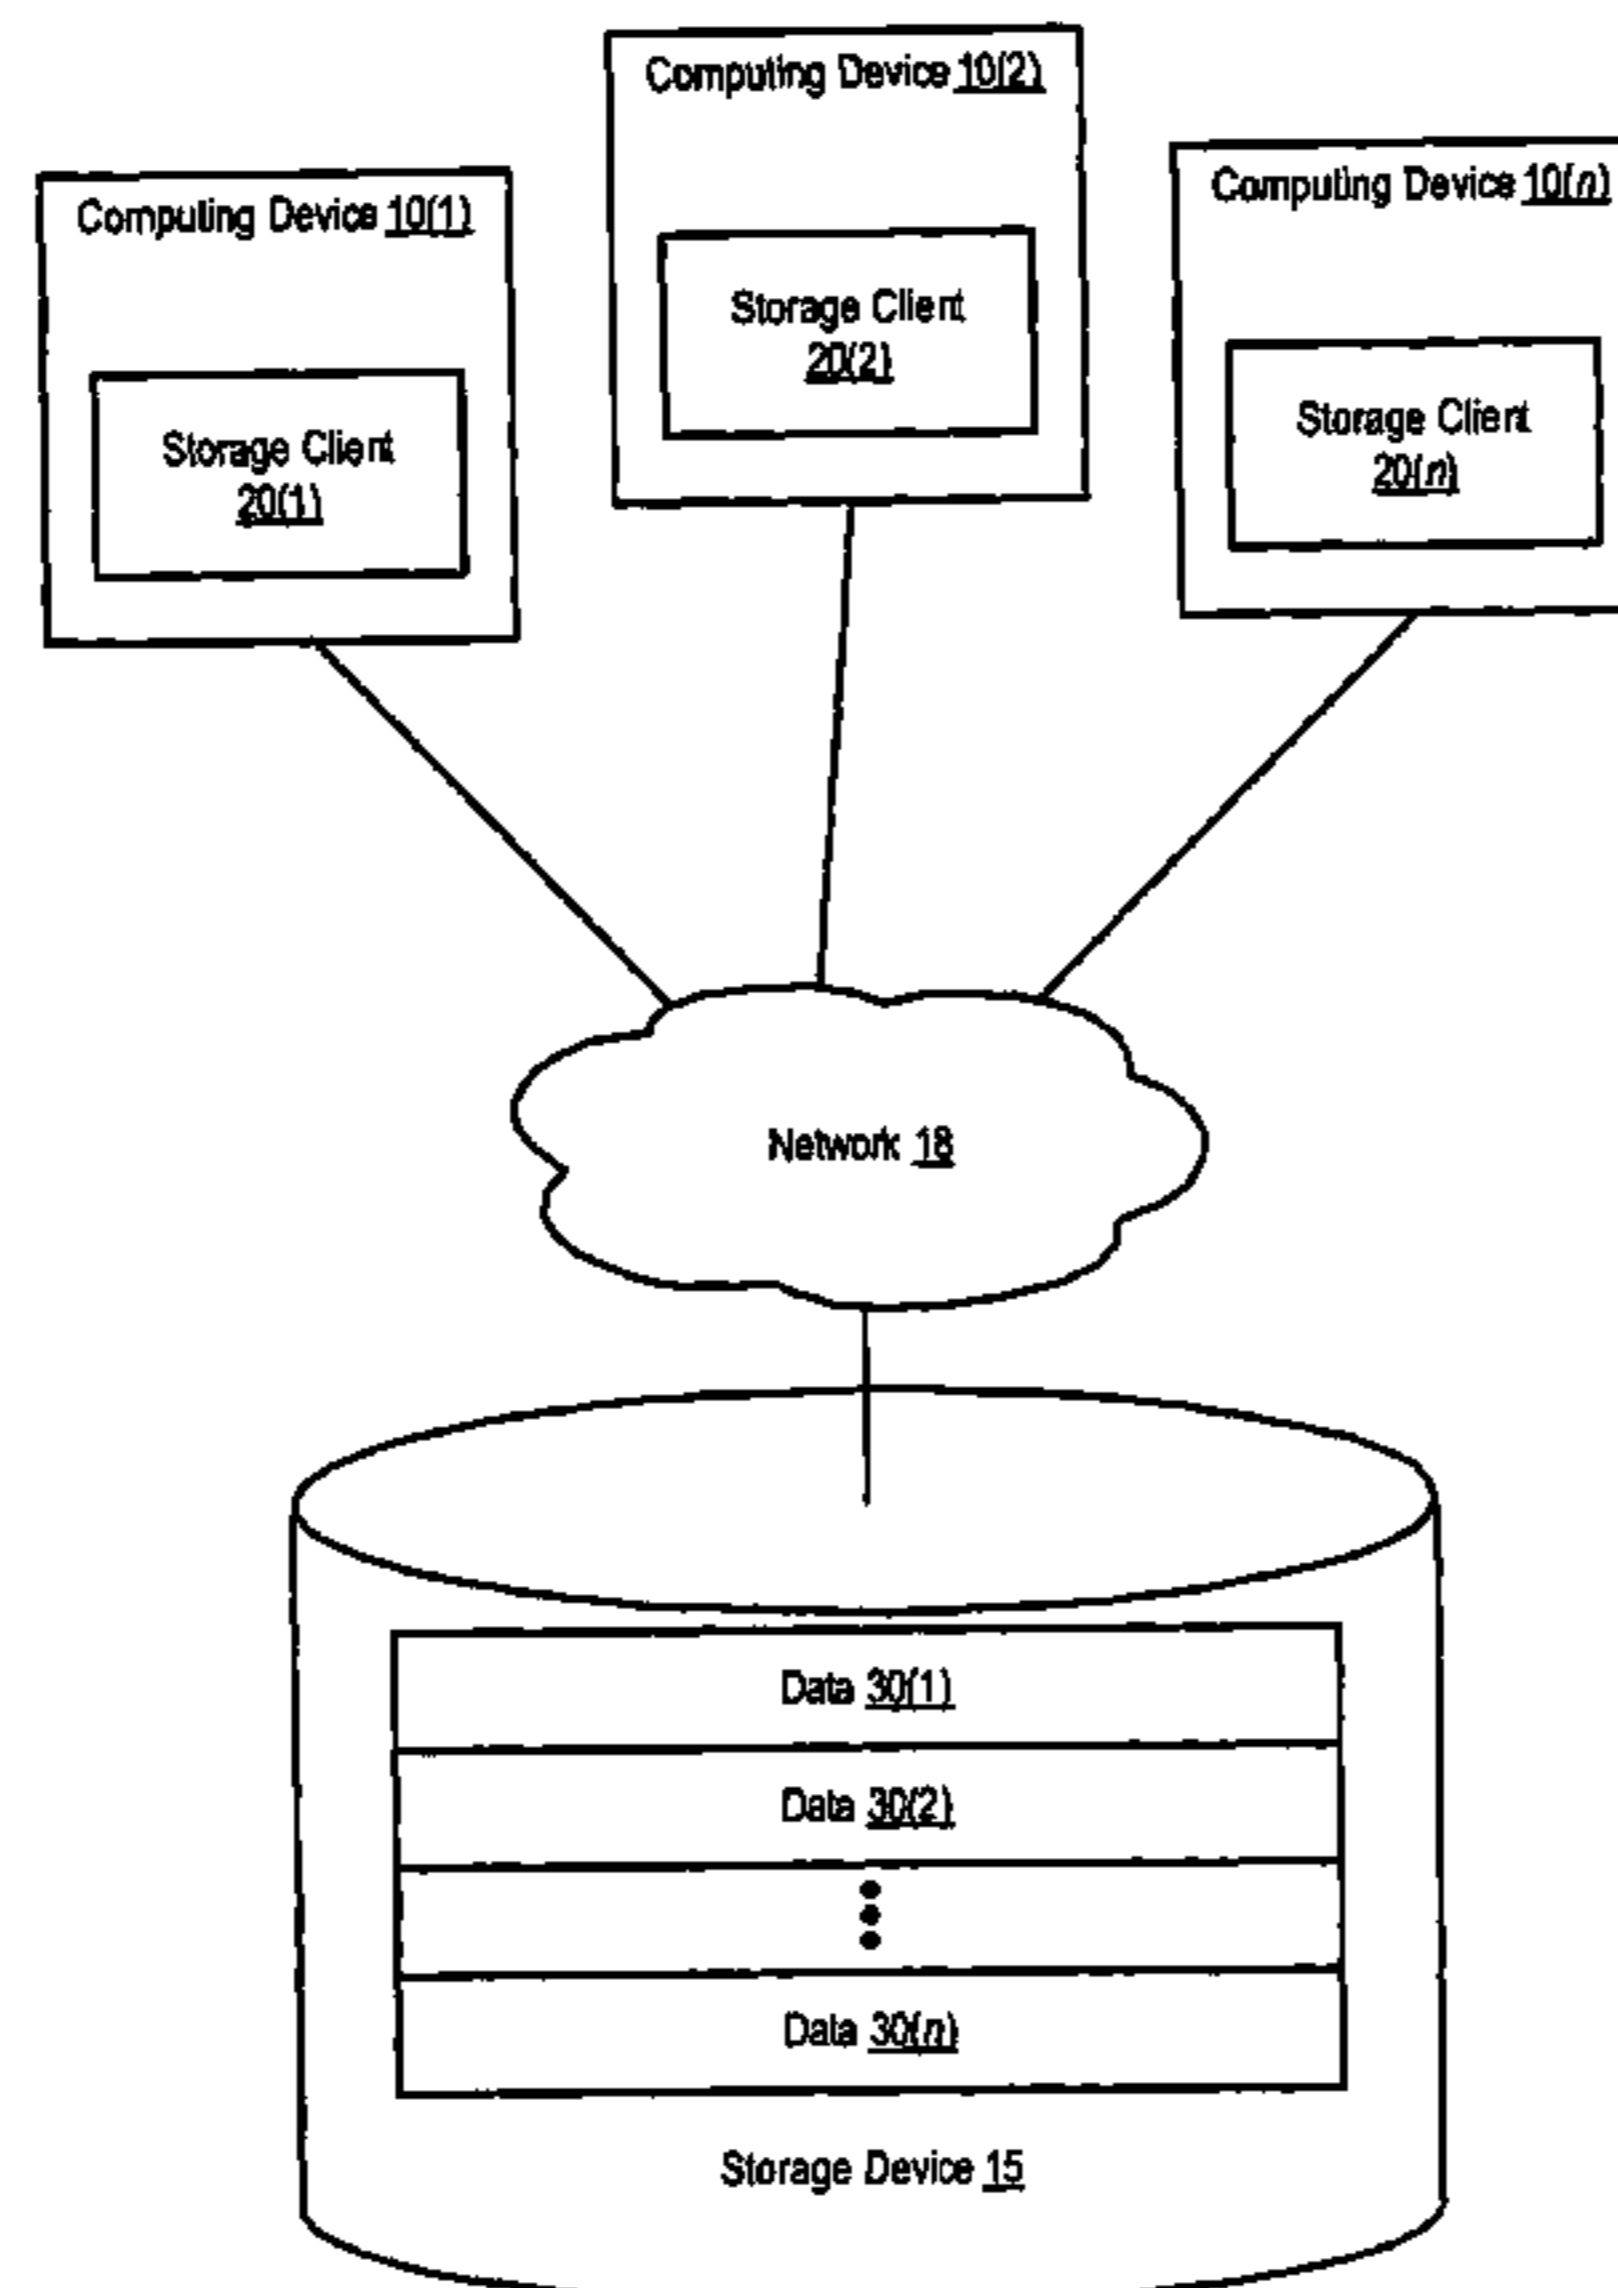 Computing Device 10(1)
Storage Client
20(1)
Computing Device 10(2)
Storage Client
20(2)
Computing Device 10(n)
Storage Client
20(n)
Network 18
Data 30(1)
Data 30(2)
Data 30(n)
Storage Device 15